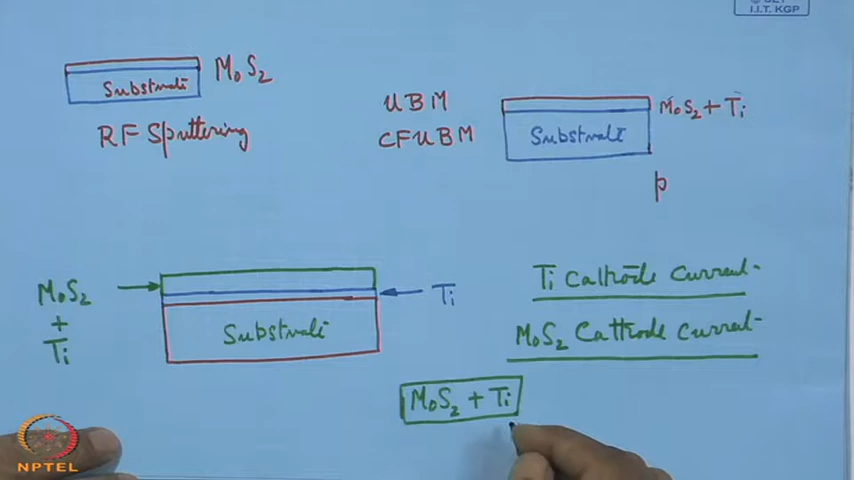 I.I.T. KGP
Substrate
MoS2
RF Sputtering
UBM
CFUBM
Substrate
MoS2 + Ti
p
MoS2
+
Ti
Substrate
Ti
Ti Cathode Current
MoS2 Cathode Current
MoS2 + Ti
NPTEL